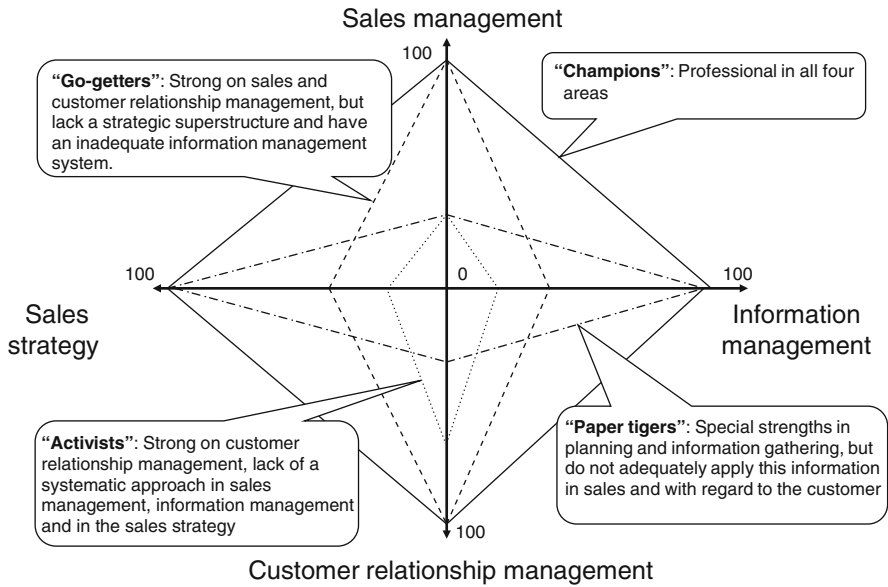 Sales management
100
“Go-getters”: Strong on sales and
customer relationship management, but
lack a strategic superstructure and have
an inadequate information management
system.
“Champions”: Professional in all four
areas
100
0
100
Sales
strategy
Information
management
“Activists”: Strong on customer
relationship management, lack of a
systematic approach in sales
management, information management
and in the sales strategy
“Paper tigers”: Special strengths in
planning and information gathering, but
do not adequately apply this information
in sales and with regard to the customer
100
Customer relationship management